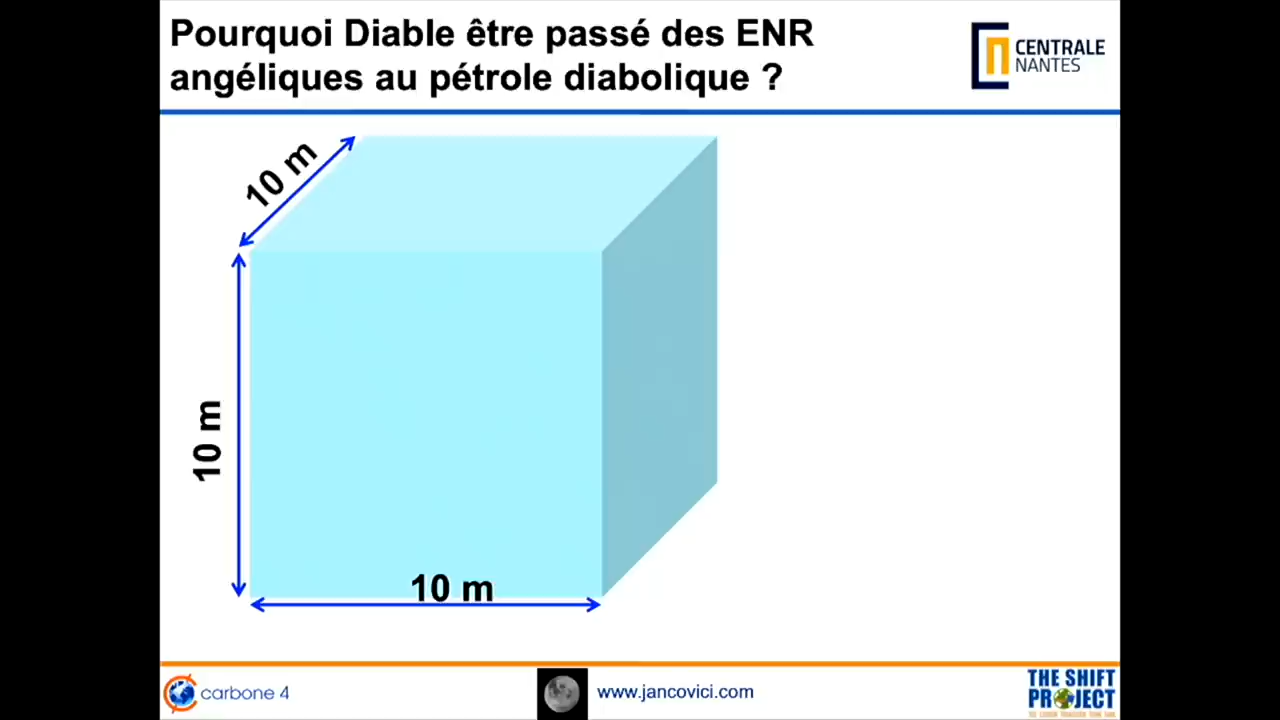 Pourquoi Diable être passé des ENR
angéliques au pétrole diabolique ?
CENTRALE
NANTES
10 m
10 m
10 m
carbone 4
www.jancovici.com
THE SHIFT
PROJECT